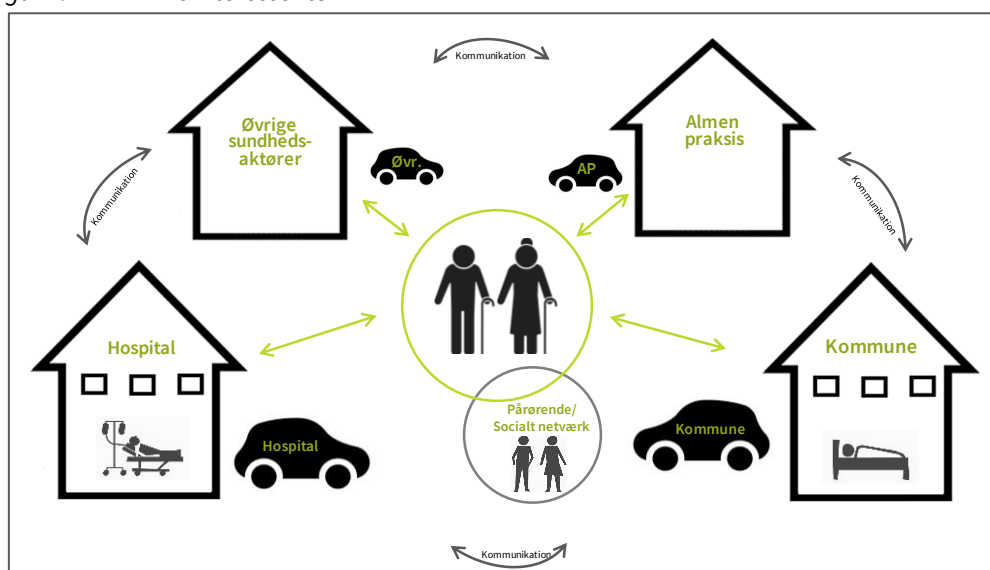 Kommunikation
Øvrige
sundheds-
aktører
Øvr.
Almen
praksis
AP
Kommunikation
Kommunikation
Hospital
Hospital
Kommune
Kommune
Pårørende/
Socialt netværk
Kommunikation